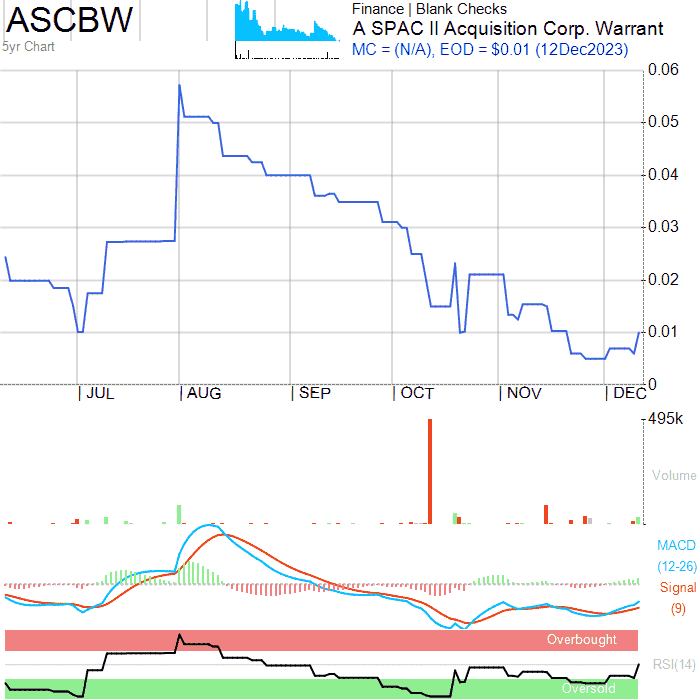 ASCBW
5yr Chart
Finance | Blank Checks
A SPAC II Acquisition Corp. Warrant
MC = (N/A), EOD = $0.01 (12Dec2023)
0.06
0.05
0.04
0.03
0.02
0.01
0
| JUL | AUG | SEP | OCT | NOV | DEC
495k
Volume
MACD
(12-26)
Signal
(9)
Overbought
RSI(14)
Oversold